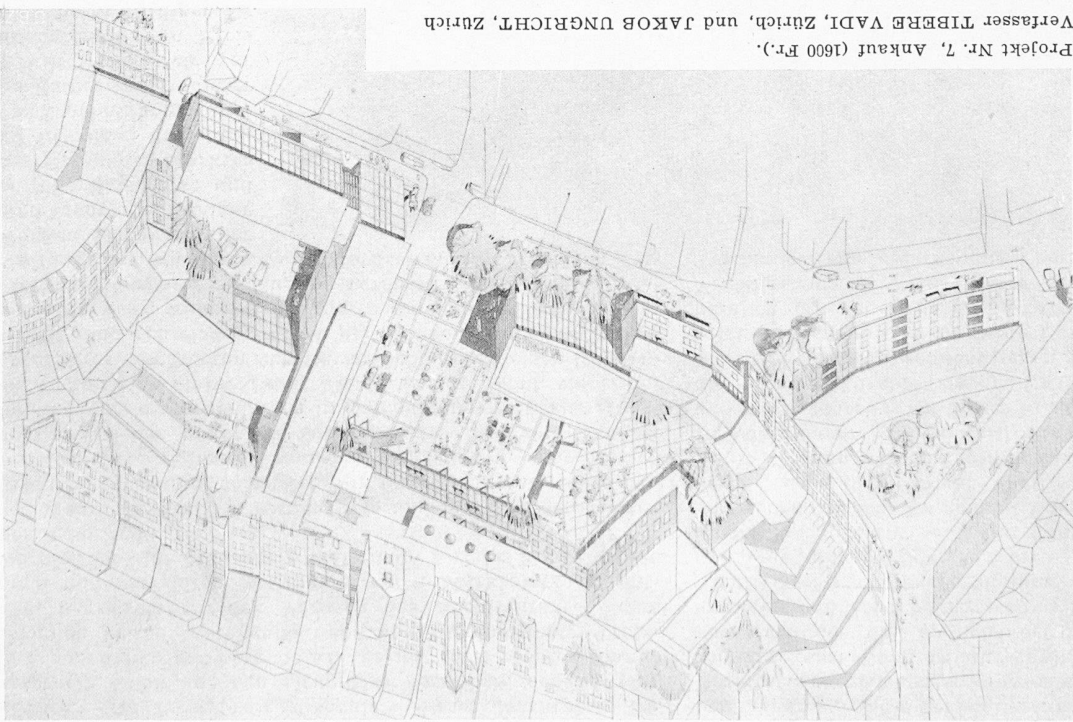 Projekt Nr. 7, Ankauf (1600 Fr.).
Verfasser TIBERE VADI, Zürich, und JAKOB UNGRICHT, Zürich